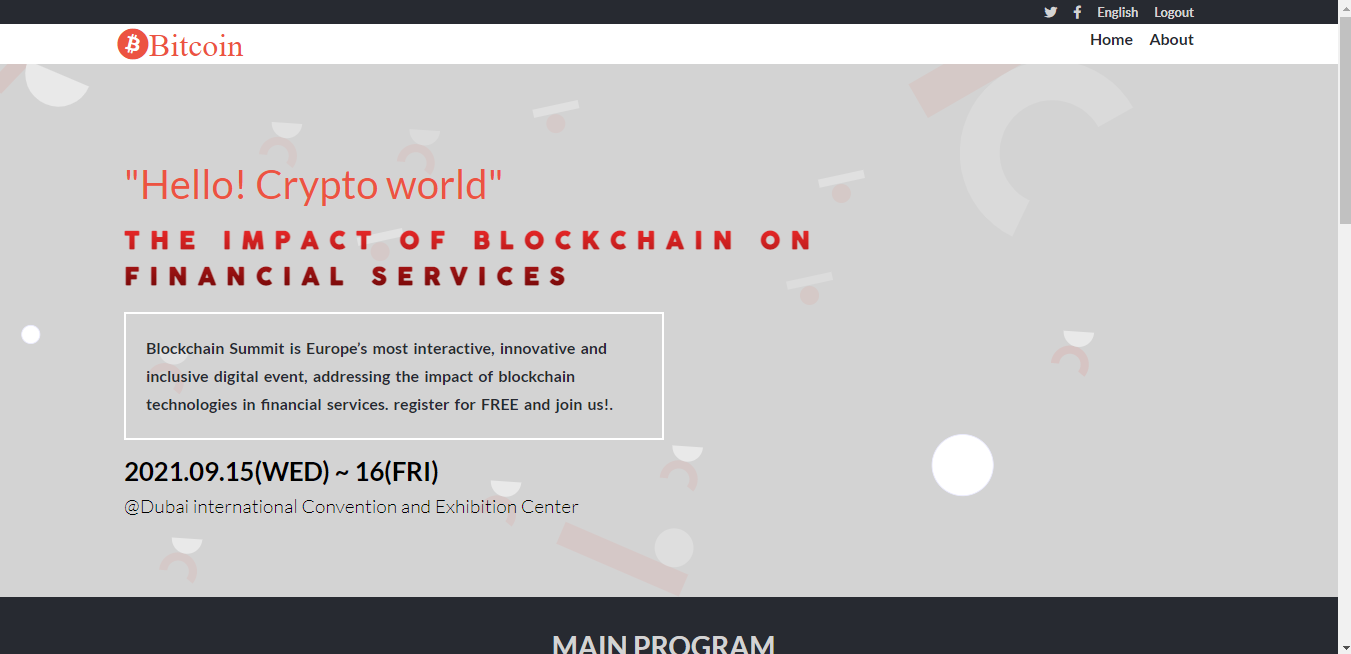 English Logout
Bitcoin
Home About
"Hello! Crypto world"
THE IMPACT OF BLOCKCHAIN ON
FINANCIAL SERVICES
Blockchain Summit is Europe’s most interactive, innovative and
inclusive digital event, addressing the impact of blockchain
technologies in financial services. register for FREE and join us!.
2021.09.15(WED) ~ 16(FRI)
@Dubai international Convention and Exhibition Center
MAIN PROGRAM